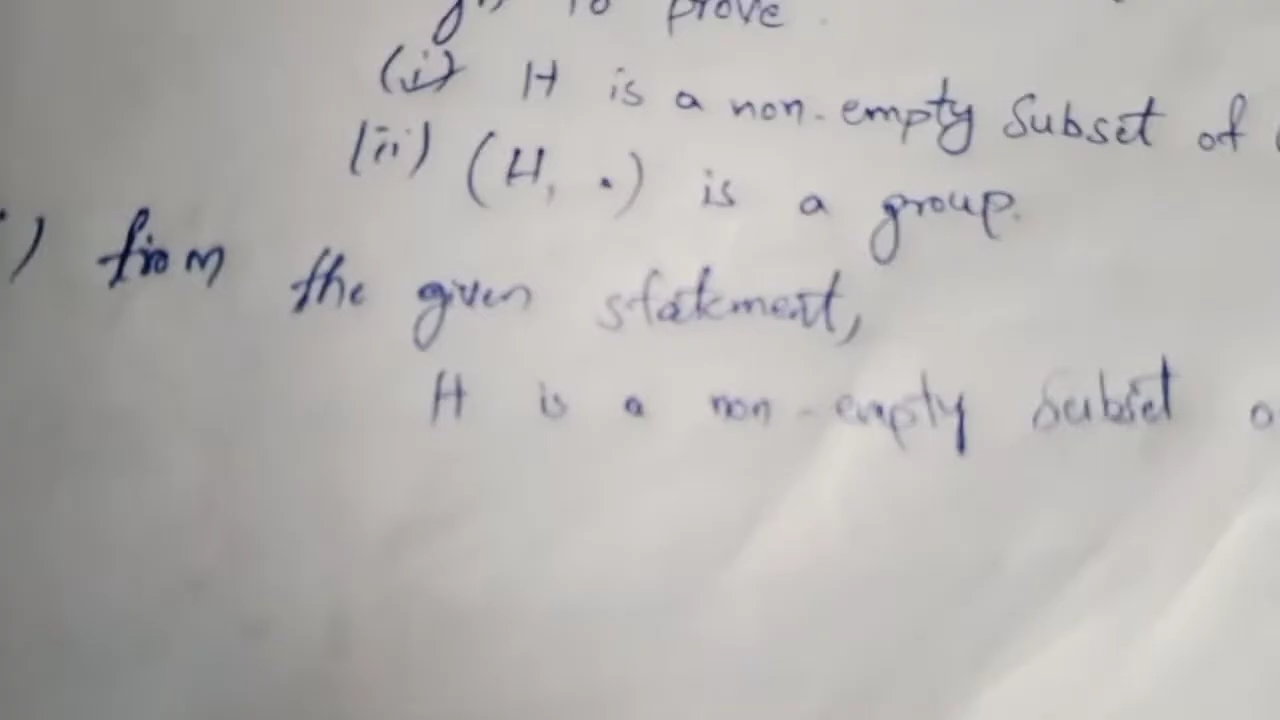 to prove
(i) H is a non-empty Subset of
(ii) (H, .) is a group.
) from the given statement,
H is a non-empty subset